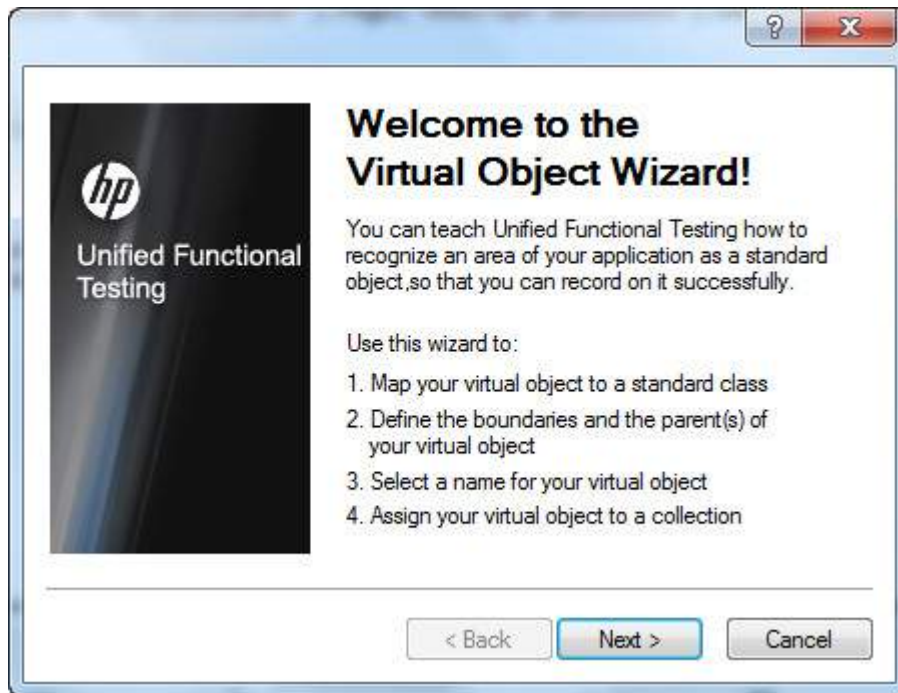 ?
X
Welcome to the
Virtual Object Wizard!
hp
Unified Functional
Testing
You can teach Unified Functional Testing how to
recognize an area of your application as a standard
object,so that you can record on it successfully.
Use this wizard to:
1. Map your virtual object to a standard class
2. Define the boundaries and the parent(s) of
your virtual object
3. Select a name for your virtual object
4. Assign your virtual object to a collection
< Back
Next >
Cancel